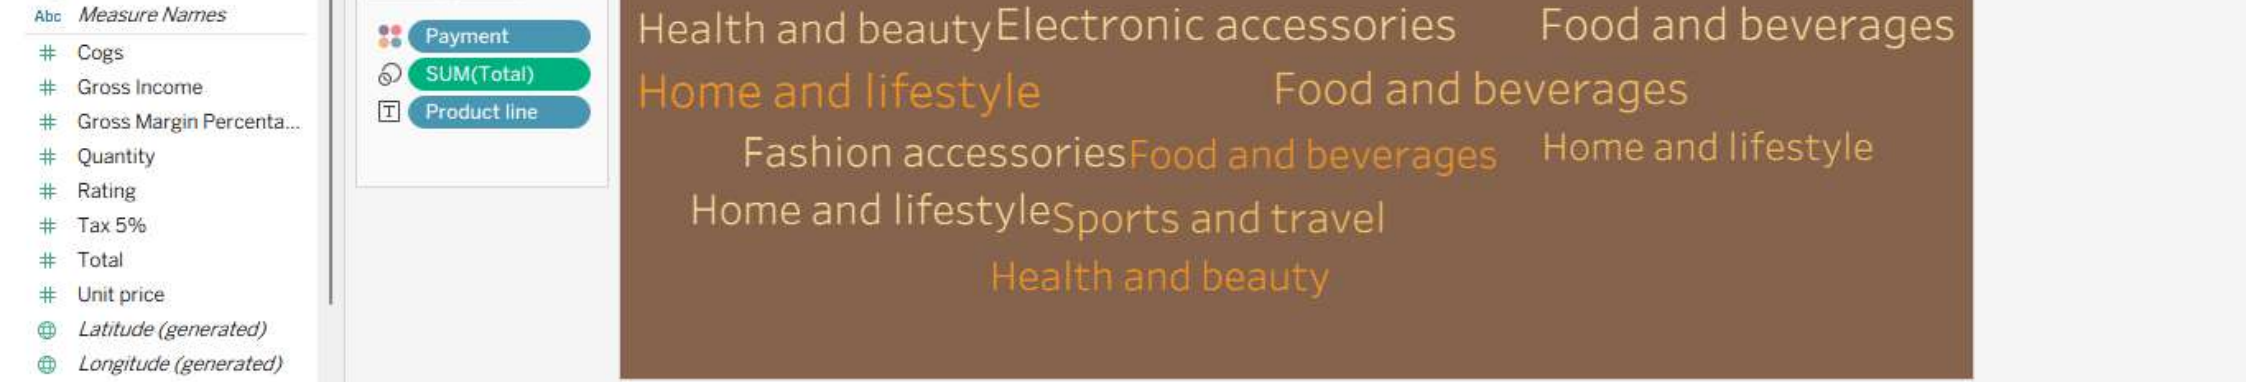 Abc Measure Names
# Cogs
# Gross Income
# Gross Margin Percenta...
# Quantity
# Rating
# Tax 5%
# Total
# Unit price
Latitude (generated)
Longitude (generated)
Payment
SUM(Total)
T Product line
Health and beauty Electronic accessories Food and beverages
Home and lifestyle Food and beverages
Fashion accessories Food and beverages Home and lifestyle
Home and lifestyle Sports and travel
Health and beauty